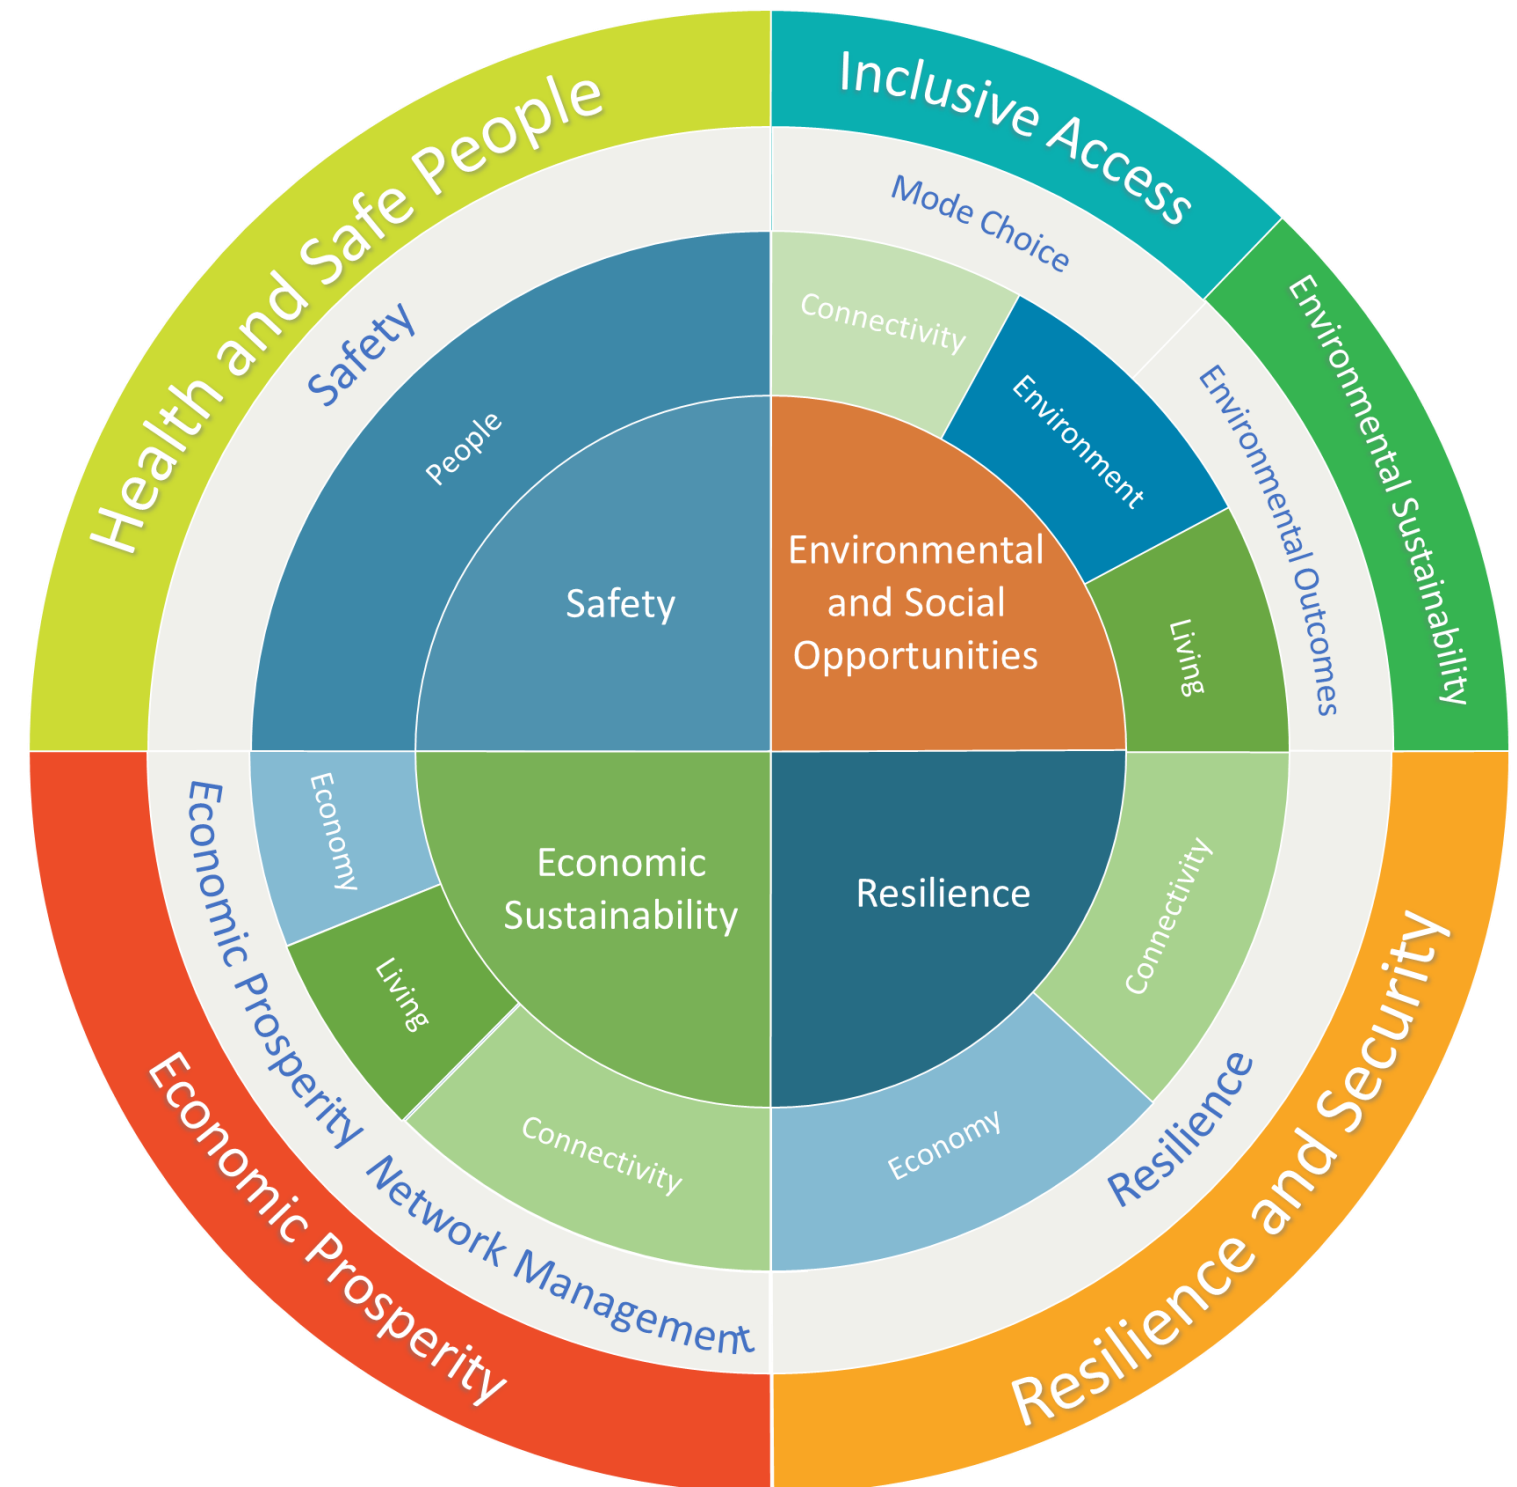 Health and Safe People
Inclusive Access
Environmental Sustainability
Resilience and Security
Economic Prosperity
Safety
Mode Choice
Environmental Outcomes
Resilience
Network Management
Economic Prosperity
People
Connectivity
Environment
Living
Connectivity
Economy
Connectivity
Living
Economy
Safety
Environmental
and Social
Opportunities
Resilience
Economic
Sustainability